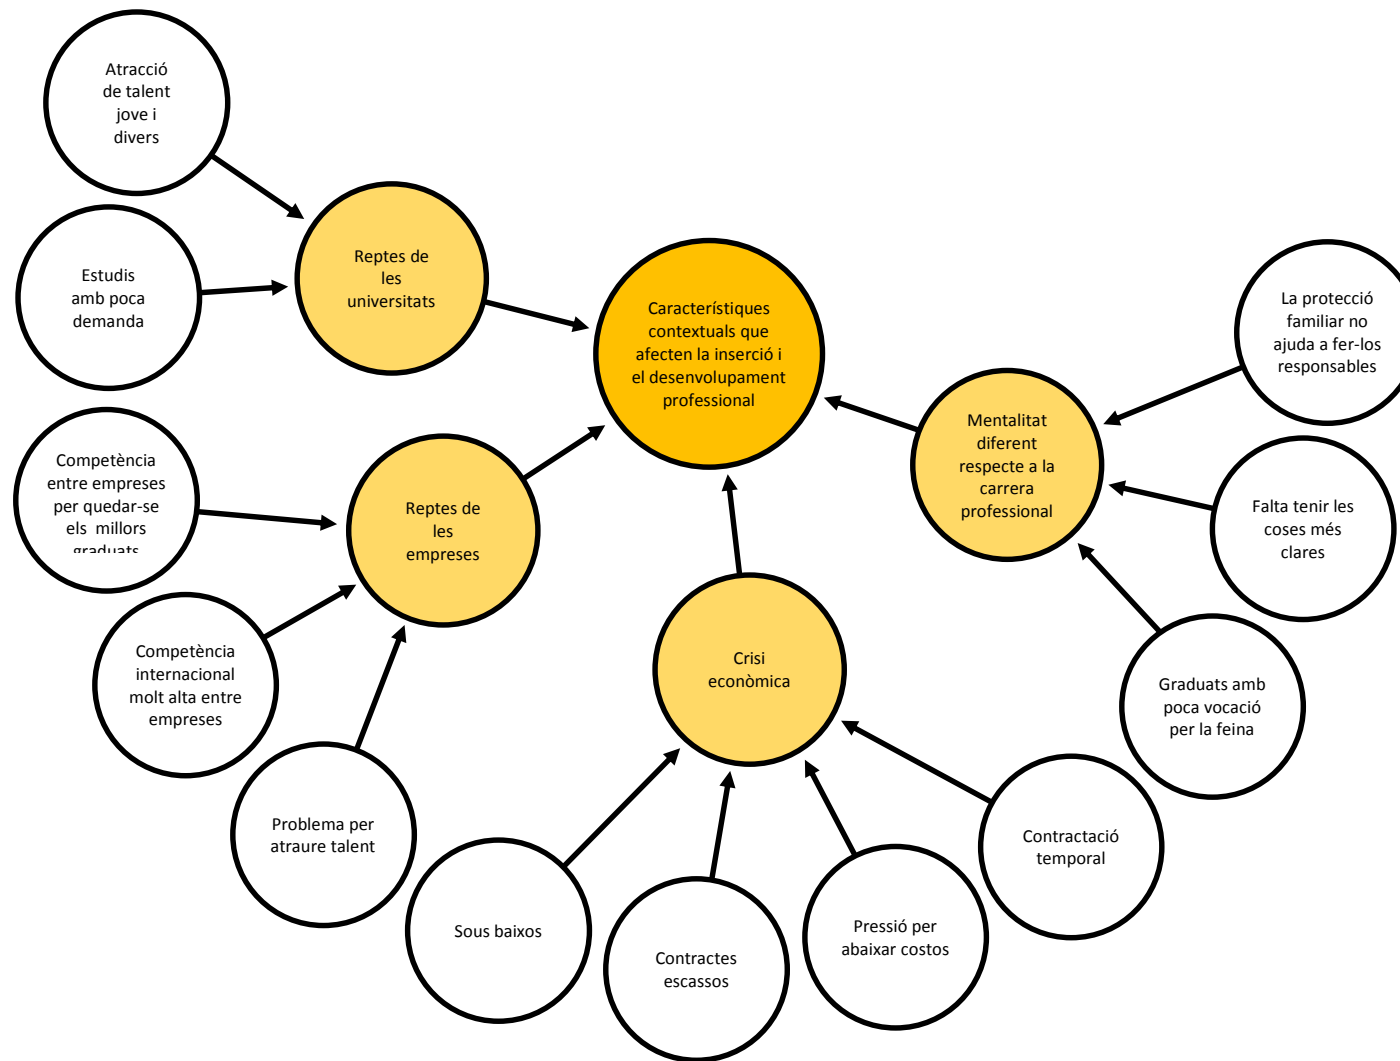 Atracció
de talent
jove i
divers
Estudis
amb poca
demanda
Reptes de
les
universitats
Característiques
contextuals que
afecten la inserció i
el desenvolupament
professional
La protecció
familiar no
ajuda a fer-los
responsables
Mentalitat
diferent
respecte a la
carrera
professional
Falta tenir les
coses més
clares
Graduats amb
poca vocació
per la feina
Competència
entre empreses
per quedar-se
els  millors
graduats
Reptes de
les
empreses
Competència
internacional
molt alta entre
empreses
Problema per
atraure talent
Crisi
econòmica
Sous baixos
Contractes
escassos
Pressió per
abaixar costos
Contractació
temporal